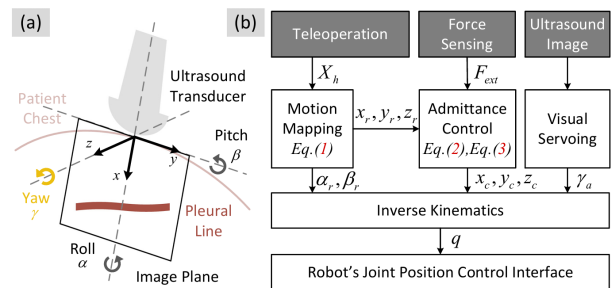 (a)
Ultrasound
Transducer
Patient
Chest
Pitch
β
z
y
x
Yaw
γ
Pleural
Line
Roll
α
Image Plane
(b)
Teleoperation
Force
Sensing
Ultrasound
Image
X_h
F_ext
Motion
Mapping
Eq.(1)
x_r, y_r, z_r
Admittance
Control
Eq.(2),Eq.(3)
Visual
Servoing
α_r, β_r
x_c, y_c, z_c
γ_a
Inverse Kinematics
q
Robot's Joint Position Control Interface